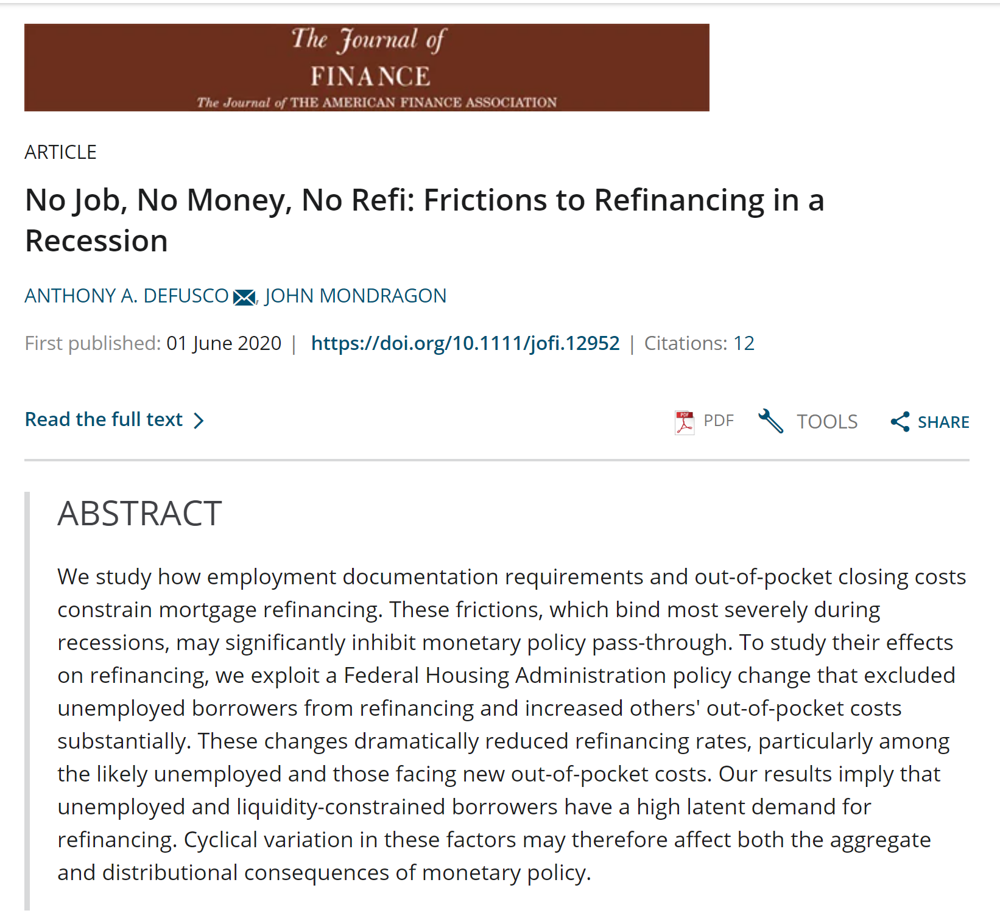 The Journal of
FINANCE
The Journal of THE AMERICAN FINANCE ASSOCIATION
ARTICLE
No Job, No Money, No Refi: Frictions to Refinancing in a
Recession
ANTHONY A. DEFUSCO, JOHN MONDRAGON
First published: 01 June 2020 | https://doi.org/10.1111/jofi.12952 | Citations: 12
Read the full text PDF PDF TOOLS SHARE
ABSTRACT
We study how employment documentation requirements and out-of-pocket closing costs
constrain mortgage refinancing. These frictions, which bind most severely during
recessions, may significantly inhibit monetary policy pass-through. To study their effects
on refinancing, we exploit a Federal Housing Administration policy change that excluded
unemployed borrowers from refinancing and increased others' out-of-pocket costs
substantially. These changes dramatically reduced refinancing rates, particularly among
the likely unemployed and those facing new out-of-pocket costs. Our results imply that
unemployed and liquidity-constrained borrowers have a high latent demand for
refinancing. Cyclical variation in these factors may therefore affect both the aggregate
and distributional consequences of monetary policy.